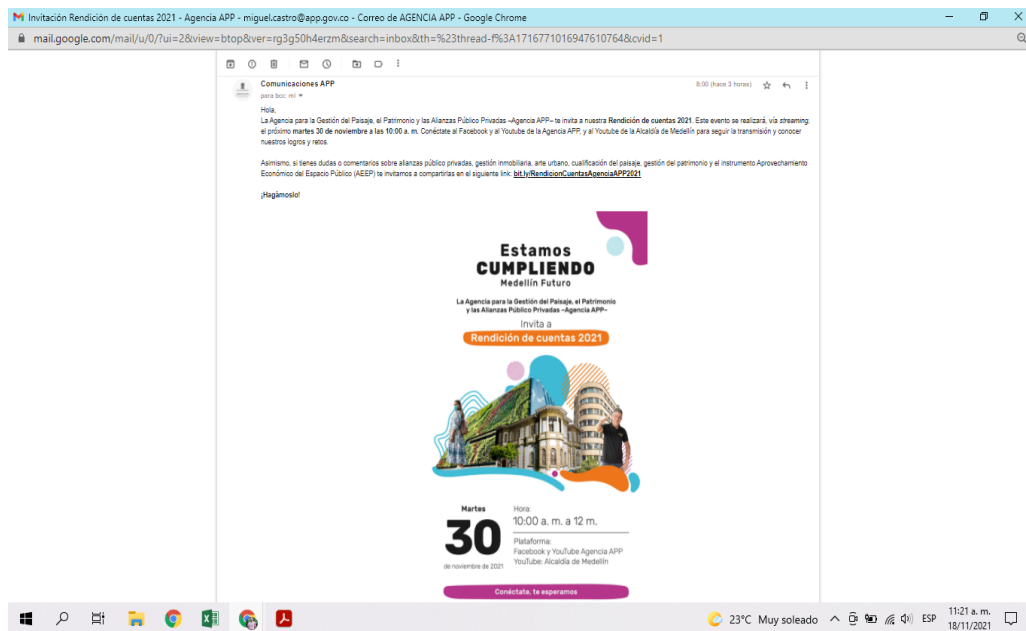 Invitación Rendición de cuentas 2021 - Agencia APP - miguel.castro@app.gov.co - Correo de AGENCIA APP - Google Chrome
mail.google.com/mail/u/0/?ui=2&view=btop&ver=rg3g50h4erzm&search=inbox&th=%23thread-f%3A1716771016947610764&cvid=1
Comunicaciones APP
8:00 (hace 3 horas)
para bcc: mí
Hola,
La Agencia para la Gestión del Paisaje, el Patrimonio y las Alianzas Público Privadas –Agencia APP– te invita a nuestra Rendición de cuentas 2021. Este evento se realizará, vía streaming,
el próximo martes 30 de noviembre a las 10:00 a. m. Conéctate al Facebook y al Youtube de la Agencia APP, y al Youtube de la Alcaldía de Medellín para seguir la transmisión y conocer
nuestros logros y retos.
Asimismo, si tienes dudas o comentarios sobre alianzas público privadas, gestión inmobiliaria, arte urbano, cualificación del paisaje, gestión del patrimonio y el instrumento Aprovechamiento
Económico del Espacio Público (AEEP) te invitamos a compartirlas en el siguiente link: bit.ly/RendicionCuentasAgenciaAPP2021
¡Hagámoslo!
Estamos
CUMPLIENDO
Medellín Futuro
La Agencia para la Gestión del Paisaje, el Patrimonio
y las Alianzas Público Privadas –Agencia APP–
Invita a
Rendición de cuentas 2021
Martes
30
de noviembre de 2021
Hora:
10:00 a. m. a 12 m.
Plataforma:
Facebook y YouTube Agencia APP
YouTube: Alcaldía de Medellín
Conéctate, te esperamos
23°C Muy soleado
ESP
11:21 a. m.
18/11/2021